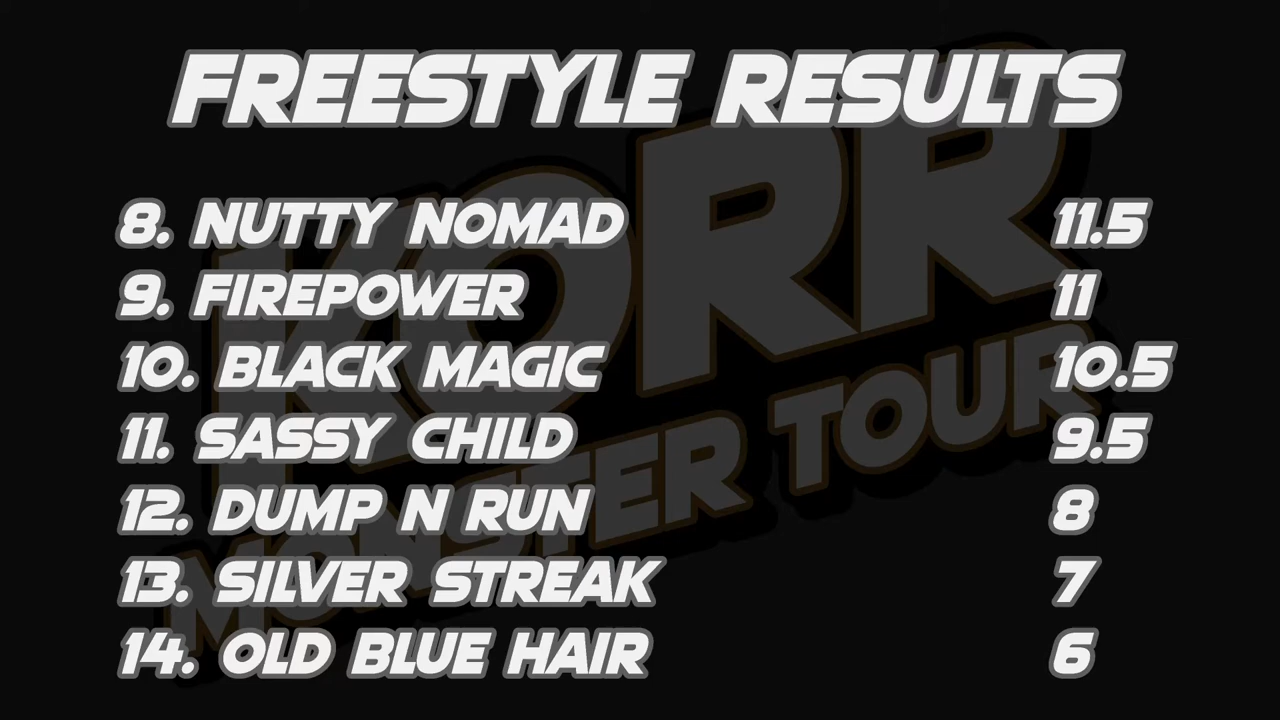 FREESTYLE RESULTS
KORR
MONSTER TOUR
8. NUTTY NOMAD 11.5
9. FIREPOWER 11
10. BLACK MAGIC 10.5
11. SASSY CHILD 9.5
12. DUMP N RUN 8
13. SILVER STREAK 7
14. OLD BLUE HAIR 6